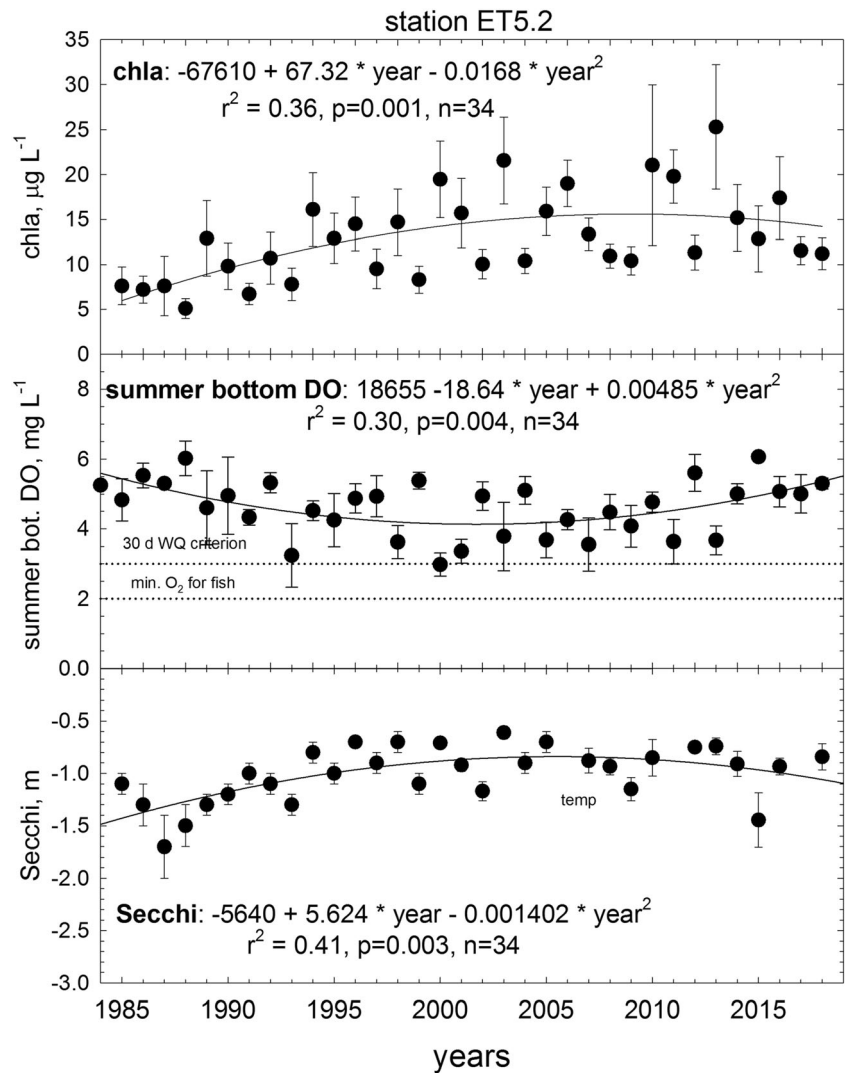 station ET5.2
35
30
25
20
15
10
5
0
chla, µg L⁻¹
chla: -67610 + 67.32 * year - 0.0168 * year²
r² = 0.36, p=0.001, n=34
8
6
4
2
0.0
summer bot. DO, mg L⁻¹
summer bottom DO: 18655 -18.64 * year + 0.00485 * year²
r² = 0.30, p=0.004, n=34
30 d WQ criterion
min. O₂ for fish
-0.5
-1.0
-1.5
-2.0
-2.5
-3.0
Secchi, m
temp
Secchi: -5640 + 5.624 * year - 0.001402 * year²
r² = 0.41, p=0.003, n=34
1985 1990 1995 2000 2005 2010 2015
years